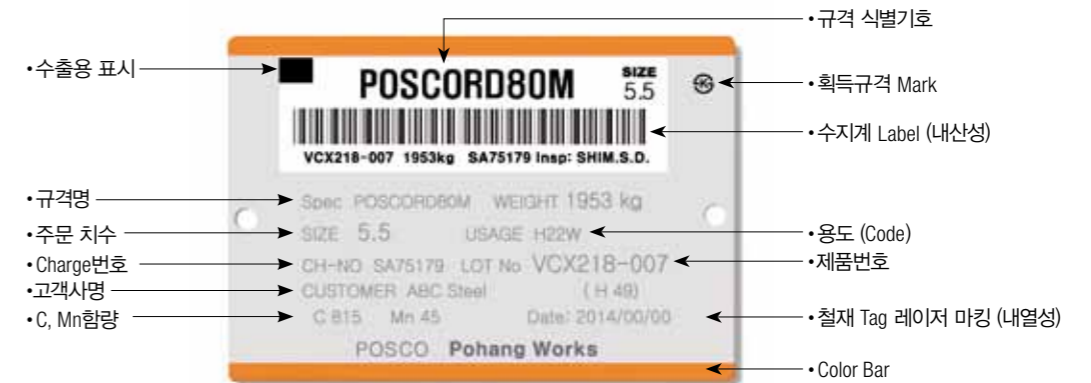 •규격 식별기호
•수출용 표시
POSCORD80M
SIZE
5.5
•획득규격 Mark
•수지계 Label (내산성)
VCX218-007 1953kg SA75179 Insp: SHIM.S.D.
•규격명
Spec POSCORD80M WEIGHT 1953 kg
•주문 치수
SIZE 5.5 USAGE H22W
•용도 (Code)
•Charge번호
CH-NO SA75179 LOT No VCX218-007
•제품번호
•고객사명
CUSTOMER ABC Steel (H 49)
•C, Mn함량
C 815 Mn 45 Date: 2014/00/00
•철재 Tag 레이저 마킹 (내열성)
POSCO Pohang Works
•Color Bar